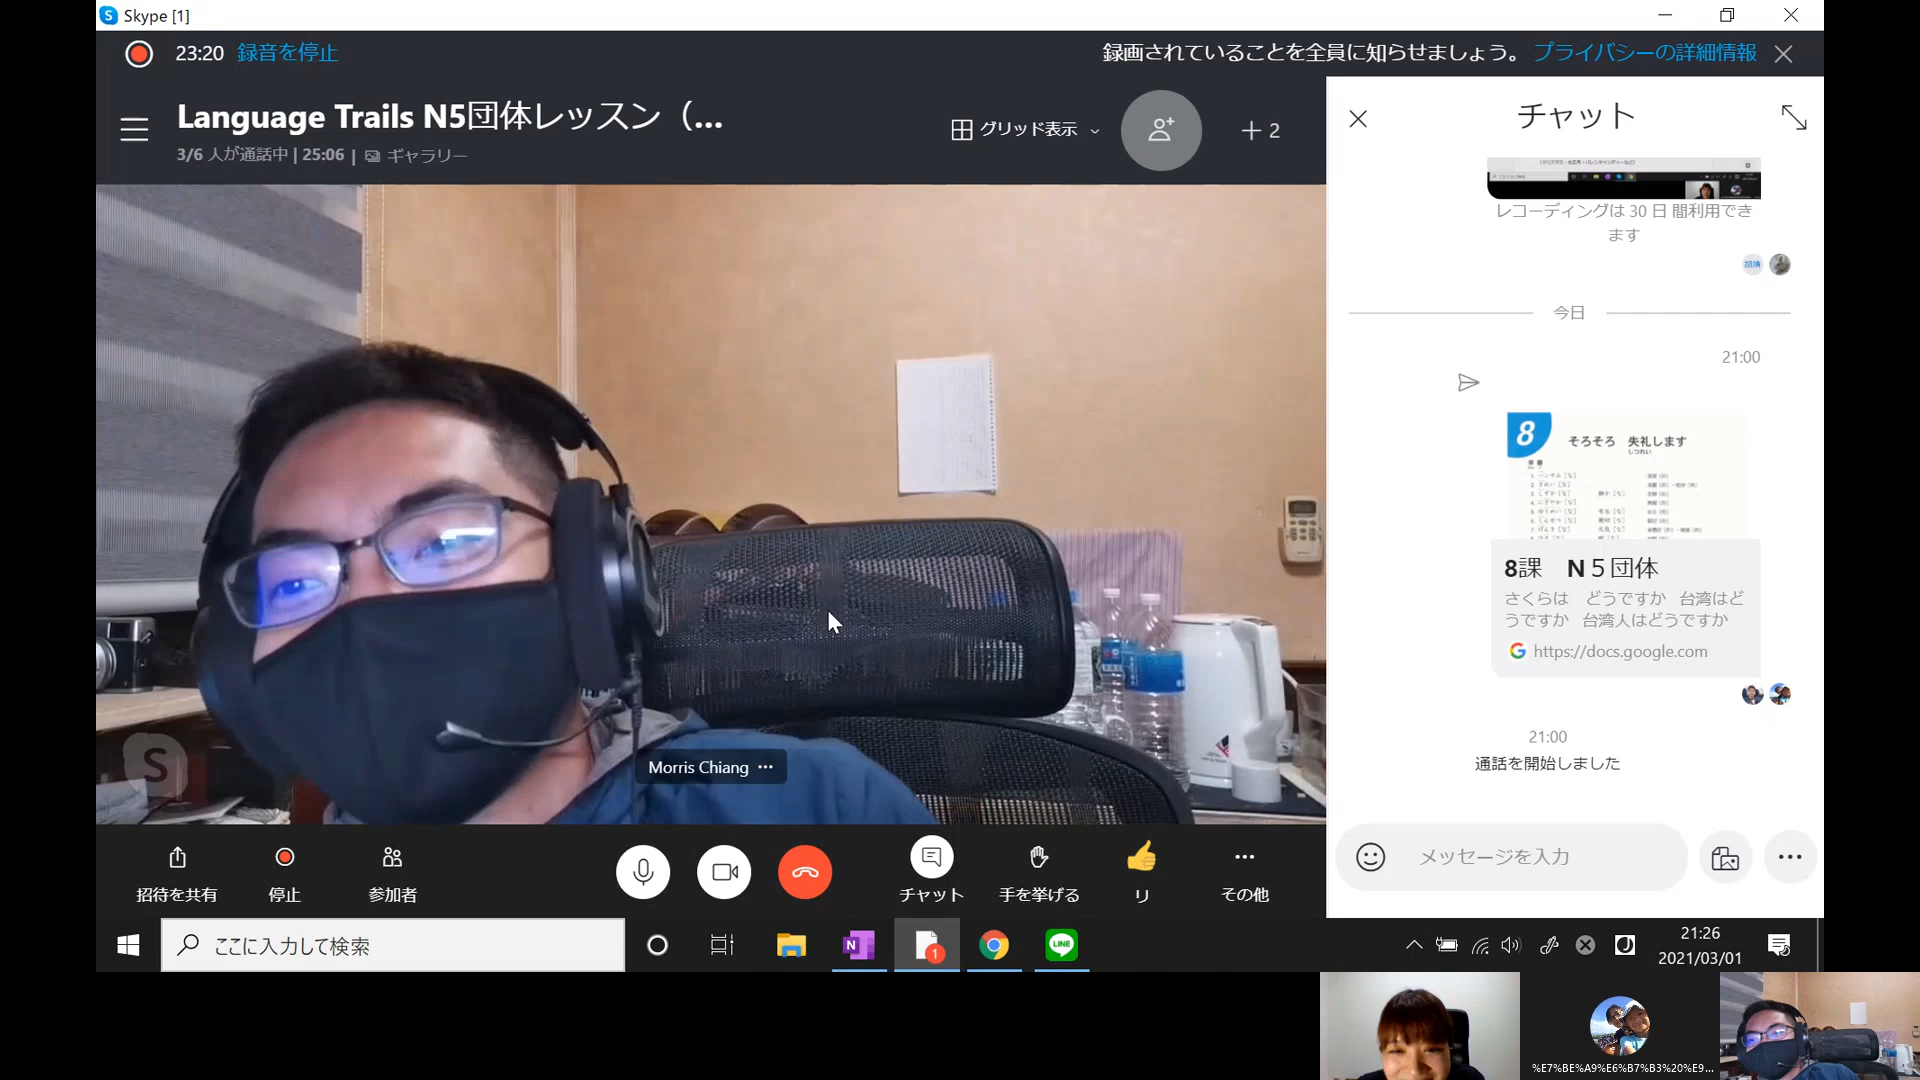 Skype [1]
23:20 録音を停止
録画されていることを全員に知らせましょう。 プライバシーの詳細情報
Language Trails N5団体レッスン（...
3/6 人が通話中 | 25:06 | ギャラリー
グリッド表示
2
チャット
レコーディングは 30 日 間利用でき
ます
今日
21:00
8
そろそろ 失礼します
しつれい
8課 N５団体
さくらは どうですか 台湾はど
うですか 台湾人はどうですか
https://docs.google.com
21:00
通話を開始しました
Morris Chiang
招待を共有
停止
参加者
チャット
手を挙げる
リ
その他
メッセージを入力
ここに入力して検索
N
1
LINE
21:26
2021/03/01
%E7%BE%A9%E6%B7%B3%20%E9...